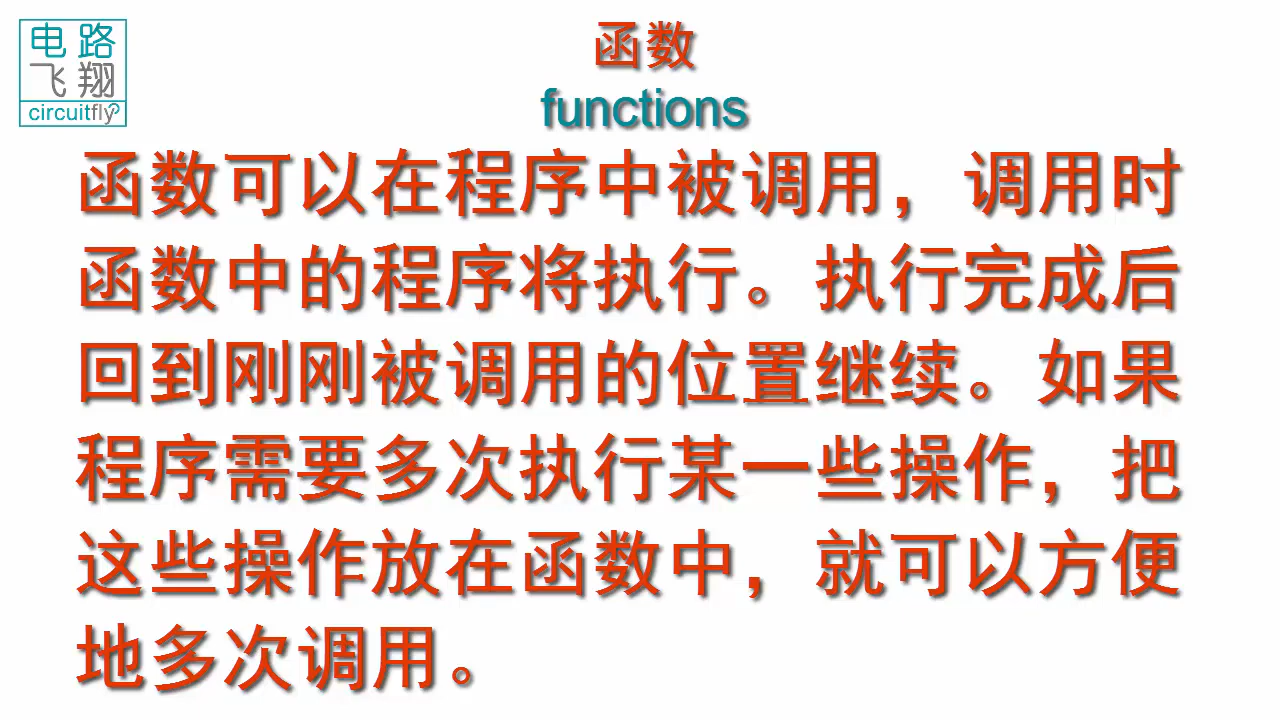 电路
飞翔
circuitfly
函数
functions
函数可以在程序中被调用，调用时
函数中的程序将执行。执行完成后
回到刚刚被调用的位置继续。如果
程序需要多次执行某一些操作，把
这些操作放在函数中，就可以方便
地多次调用。